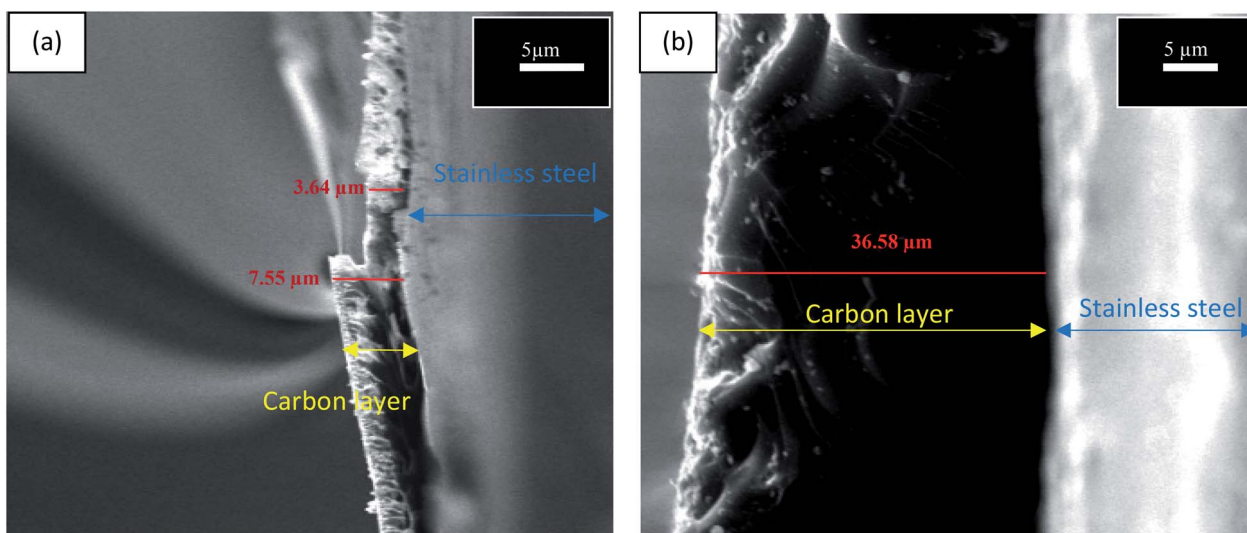 (a)
5µm
3.64 µm
Stainless steel
7.55 µm
Carbon layer
(b)
5 µm
36.58 µm
Carbon layer
Stainless steel